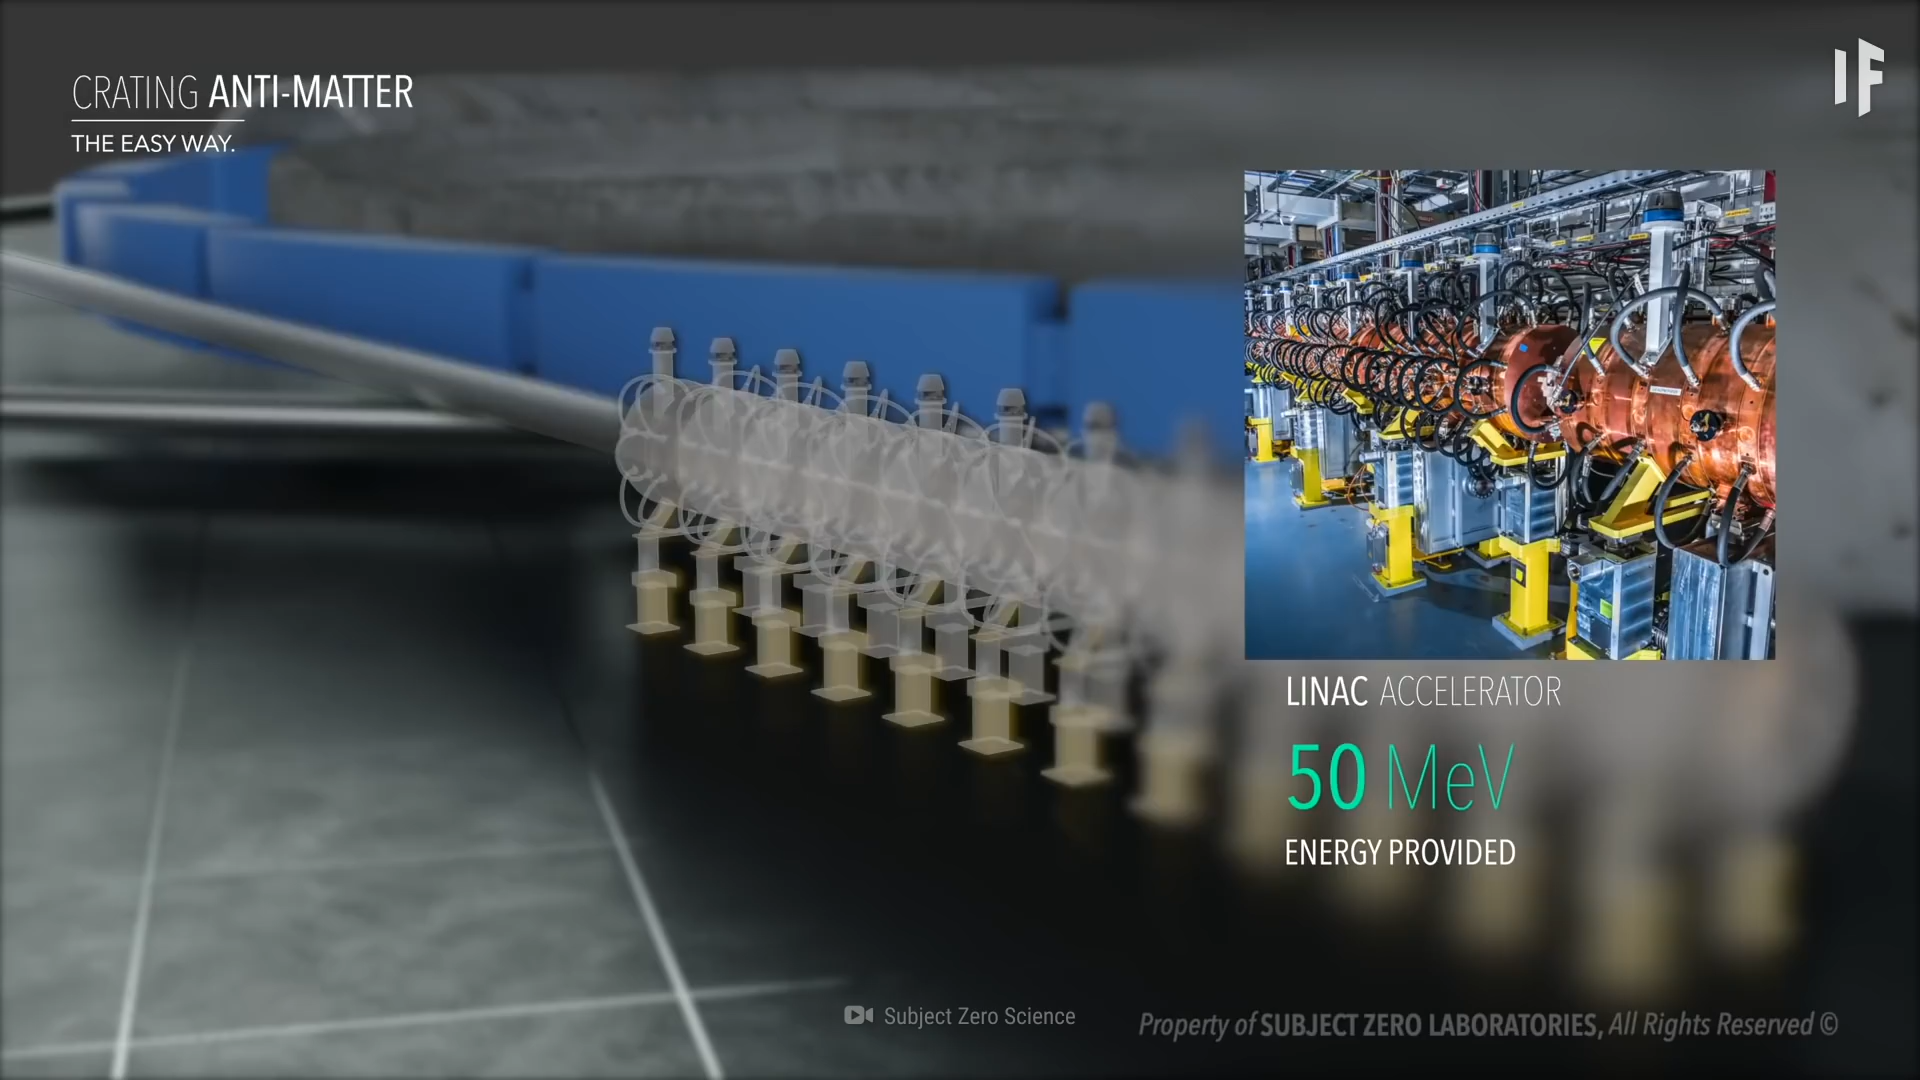 CRATING ANTI-MATTER
THE EASY WAY.
IF
LINAC ACCELERATOR
50 MeV
ENERGY PROVIDED
Subject Zero Science
Property of SUBJECT ZERO LABORATORIES, All Rights Reserved ©